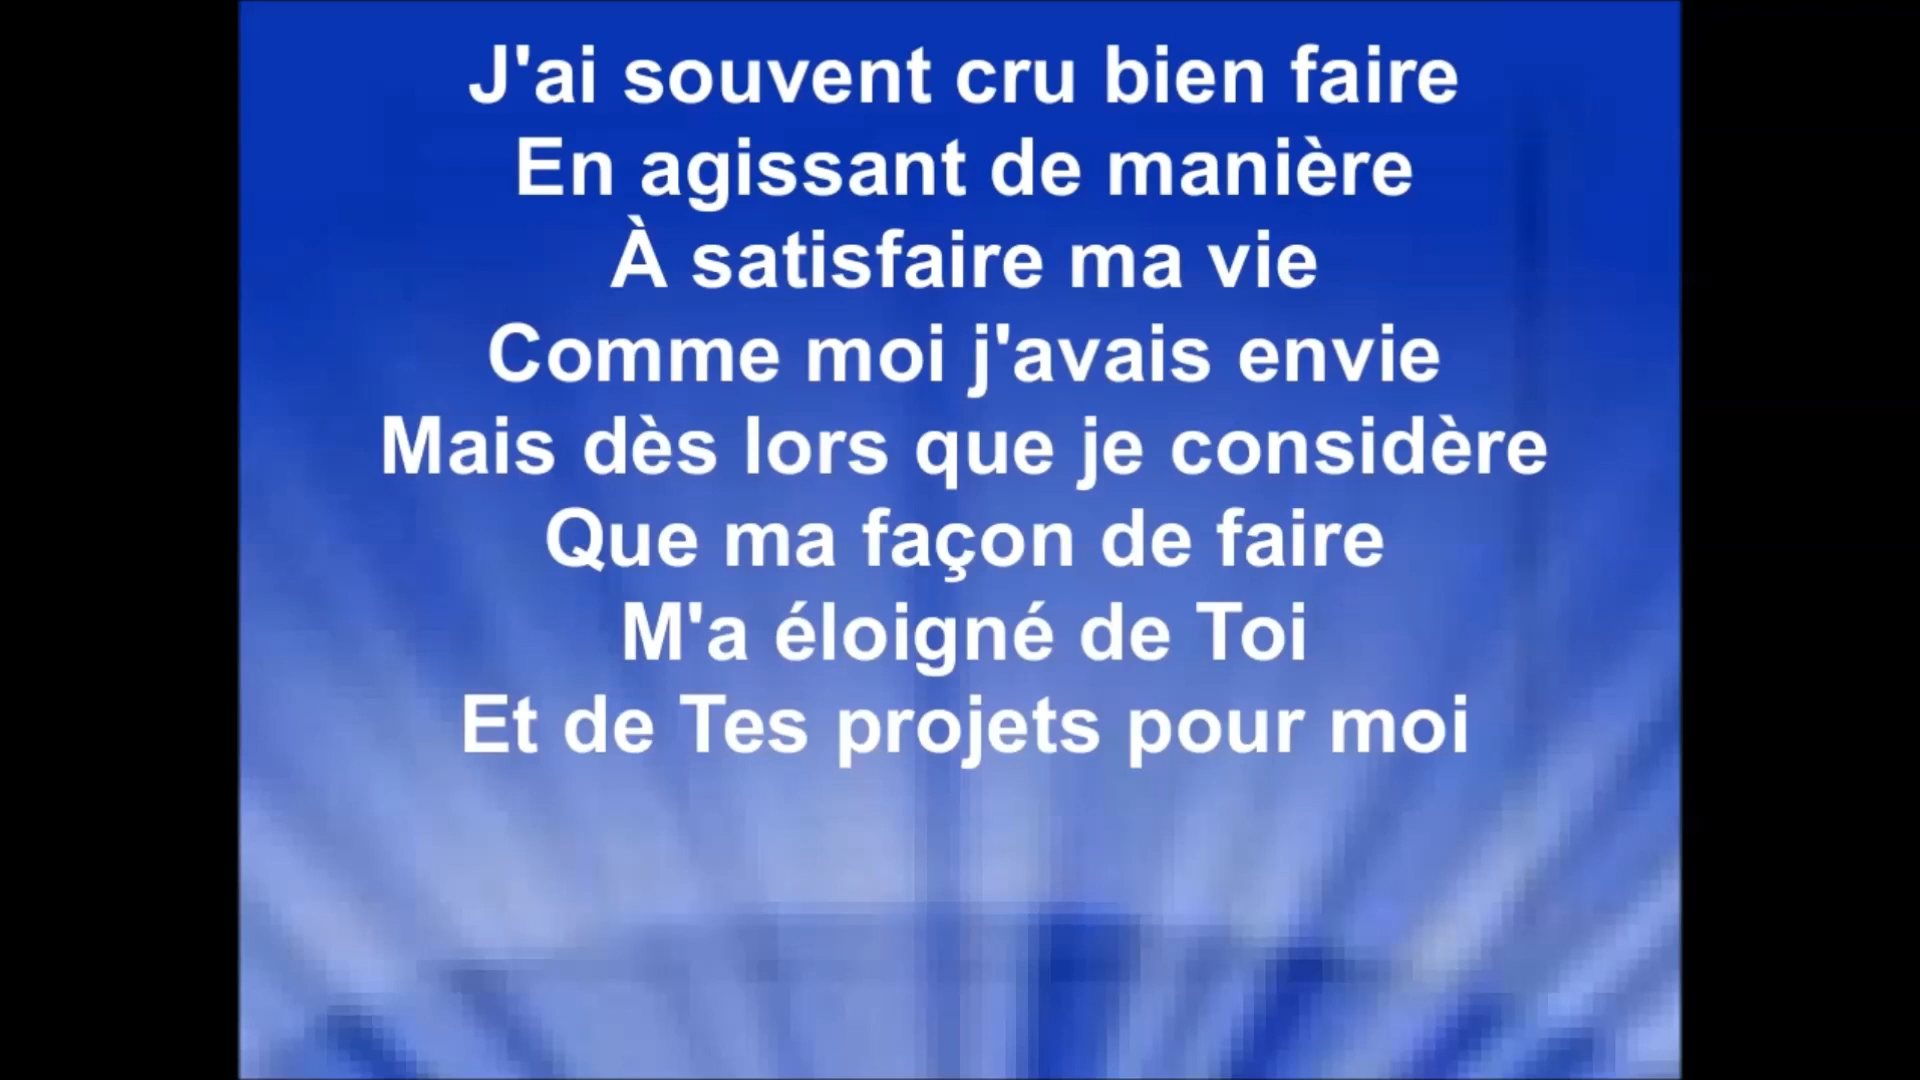 J'ai souvent cru bien faire
En agissant de manière
À satisfaire ma vie
Comme moi j'avais envie
Mais dès lors que je considère
Que ma façon de faire
M'a éloigné de Toi
Et de Tes projets pour moi